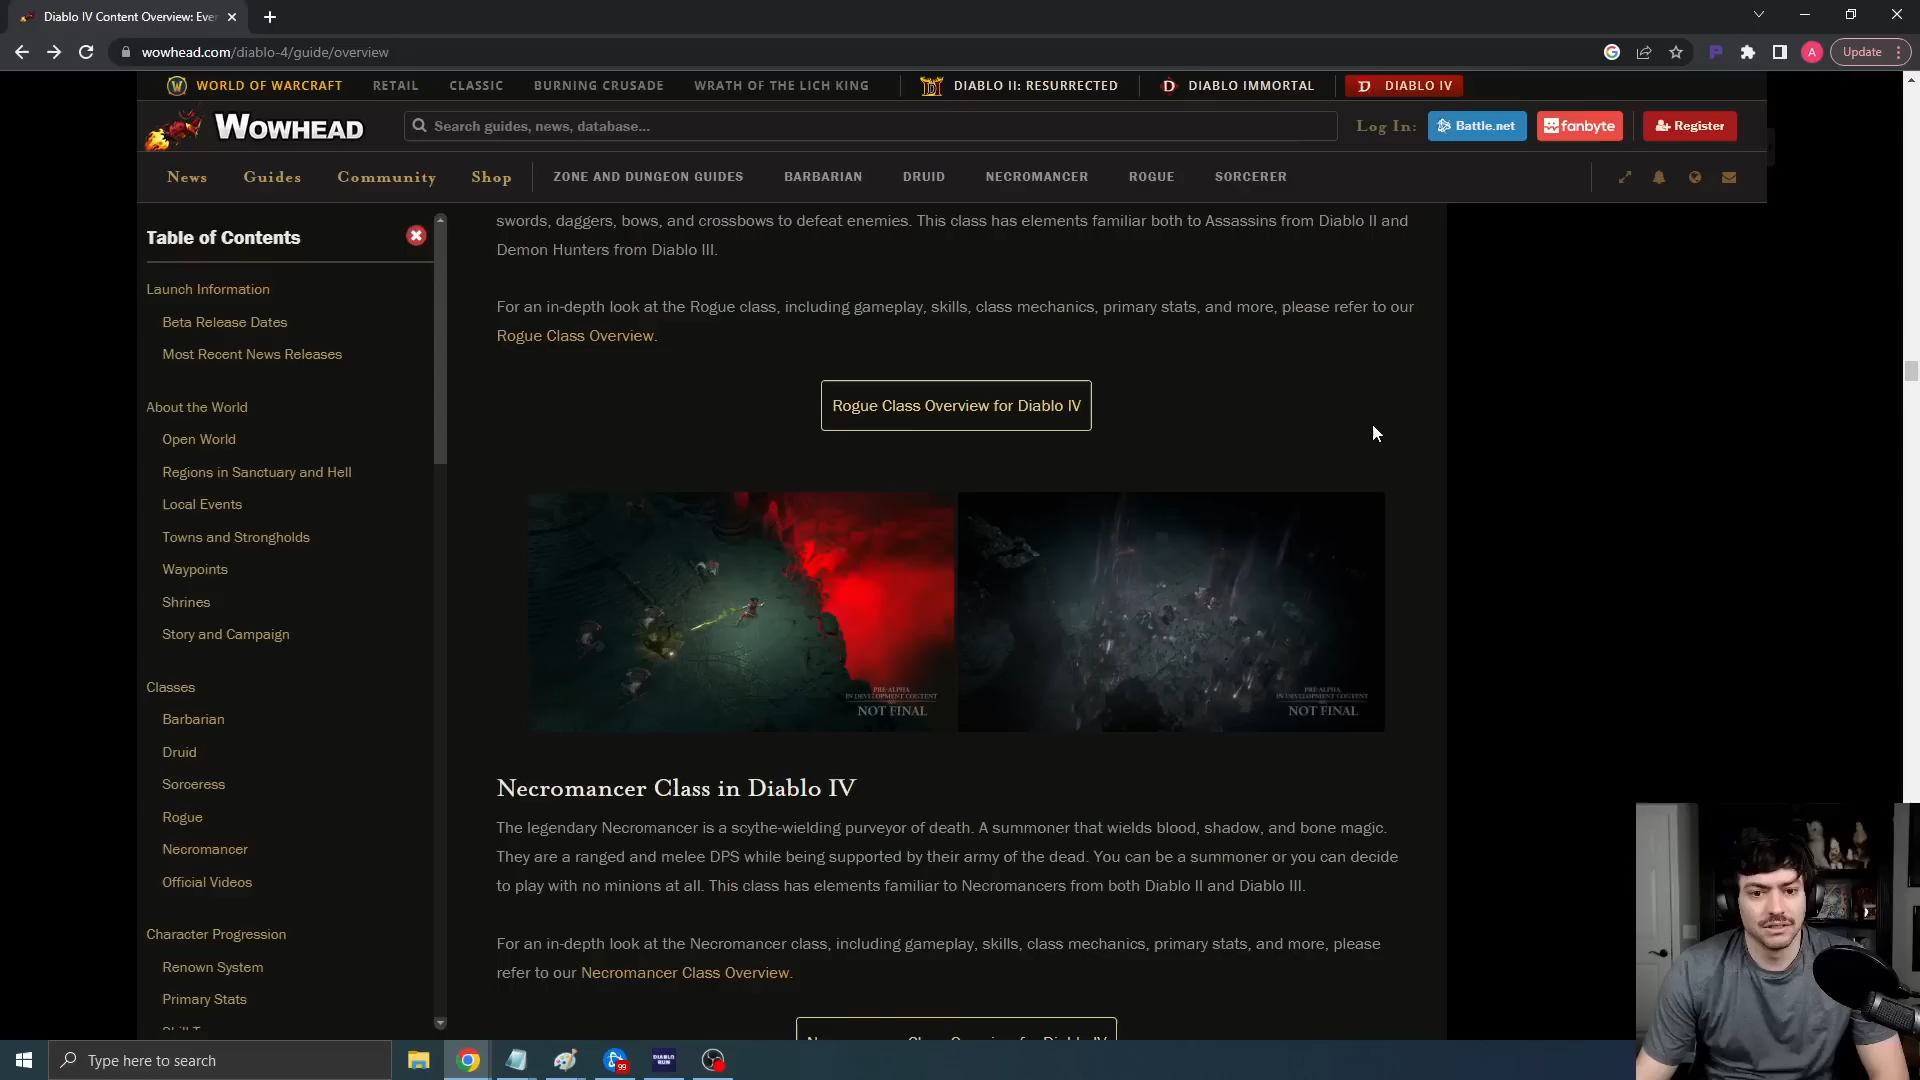 Diablo IV Content Overview: Ever
wowhead.com/diablo-4/guide/overview
A
Update
WORLD OF WARCRAFT RETAIL CLASSIC BURNING CRUSADE WRATH OF THE LICH KING DIABLO II: RESURRECTED DIABLO IMMORTAL DIABLO IV
WOWHEAD
Search guides, news, database...
Log In: Battle.net fanbyte Register
News Guides Community Shop ZONE AND DUNGEON GUIDES BARBARIAN DRUID NECROMANCER ROGUE SORCERER
Table of Contents
Launch Information
Beta Release Dates
Most Recent News Releases
About the World
Open World
Regions in Sanctuary and Hell
Local Events
Towns and Strongholds
Waypoints
Shrines
Story and Campaign
Classes
Barbarian
Druid
Sorceress
Rogue
Necromancer
Official Videos
Character Progression
Renown System
Primary Stats
swords, daggers, bows, and crossbows to defeat enemies. This class has elements familiar both to Assassins from Diablo II and
Demon Hunters from Diablo III.
For an in-depth look at the Rogue class, including gameplay, skills, class mechanics, primary stats, and more, please refer to our
Rogue Class Overview.
Rogue Class Overview for Diablo IV
PRE-ALPHA
IN DEVELOPMENT CONTENT
NOT FINAL
PRE-ALPHA
IN DEVELOPMENT CONTENT
NOT FINAL
Necromancer Class in Diablo IV
The legendary Necromancer is a scythe-wielding purveyor of death. A summoner that wields blood, shadow, and bone magic.
They are a ranged and melee DPS while being supported by their army of the dead. You can be a summoner or you can decide
to play with no minions at all. This class has elements familiar to Necromancers from both Diablo II and Diablo III.
For an in-depth look at the Necromancer class, including gameplay, skills, class mechanics, primary stats, and more, please
refer to our Necromancer Class Overview.
Type here to search
99
DIABLO
RUN